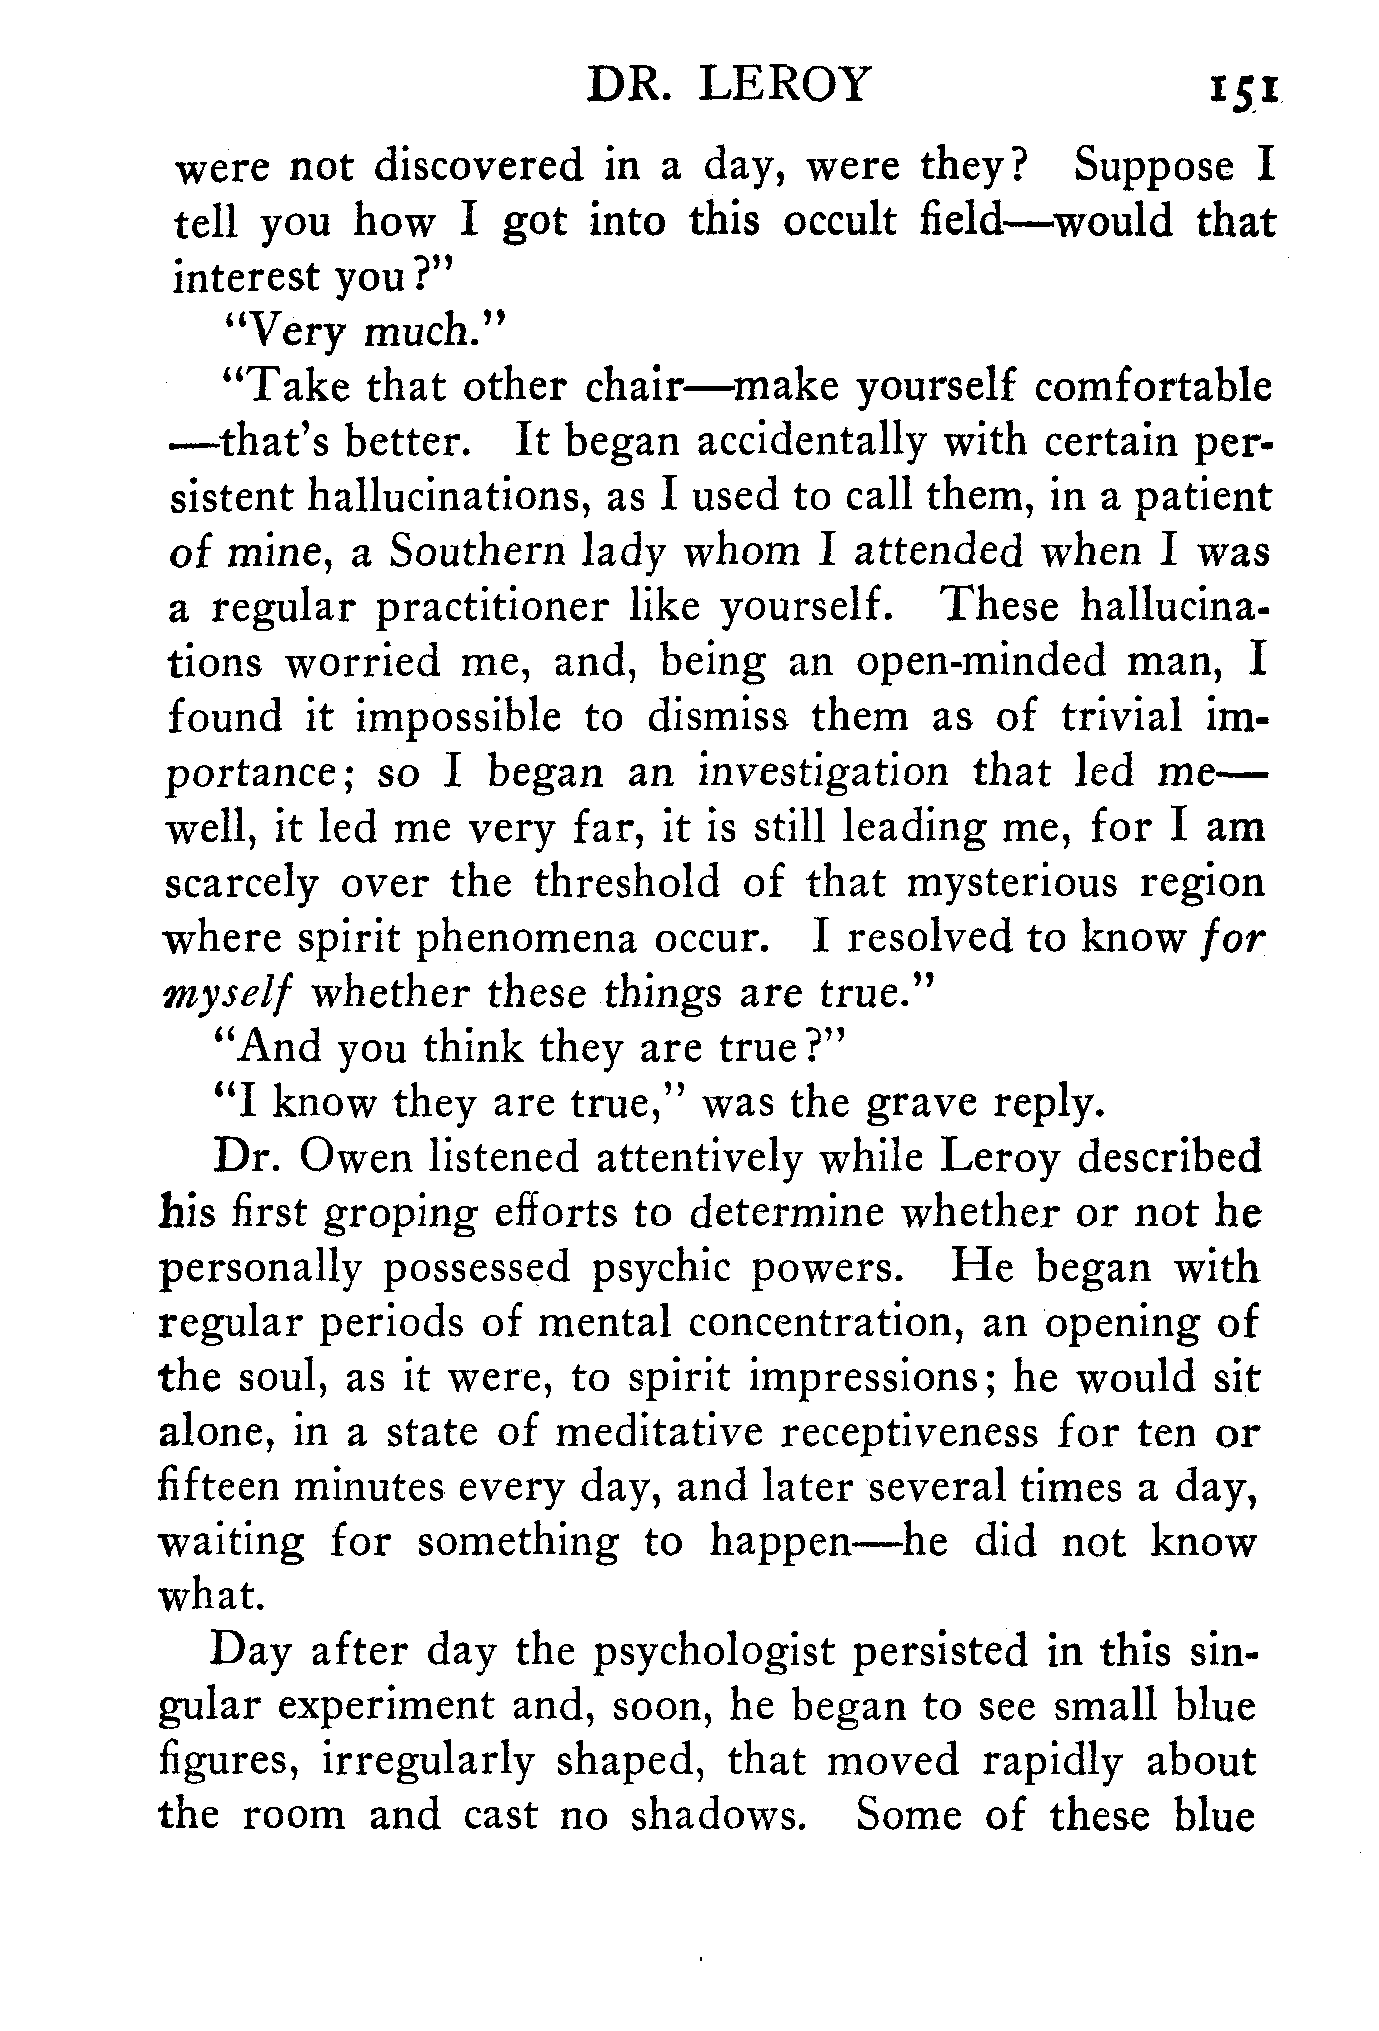 DR. LEROY 151
were not discovered in a day, were they? Suppose I
tell you how I got into this occult field—would that
interest you?"
"Very much."
"Take that other chair—make yourself comfortable
—that's better. It began accidentally with certain per-
sistent hallucinations, as I used to call them, in a patient
of mine, a Southern lady whom I attended when I was
a regular practitioner like yourself. These hallucina-
tions worried me, and, being an open-minded man, I
found it impossible to dismiss them as of trivial im-
portance; so I began an investigation that led me—
well, it led me very far, it is still leading me, for I am
scarcely over the threshold of that mysterious region
where spirit phenomena occur. I resolved to know for
myself whether these things are true."
"And you think they are true?"
"I know they are true," was the grave reply.
Dr. Owen listened attentively while Leroy described
his first groping efforts to determine whether or not he
personally possessed psychic powers. He began with
regular periods of mental concentration, an opening of
the soul, as it were, to spirit impressions; he would sit
alone, in a state of meditative receptiveness for ten or
fifteen minutes every day, and later several times a day,
waiting for something to happen—he did not know
what.
Day after day the psychologist persisted in this sin-
gular experiment and, soon, he began to see small blue
figures, irregularly shaped, that moved rapidly about
the room and cast no shadows. Some of these blue